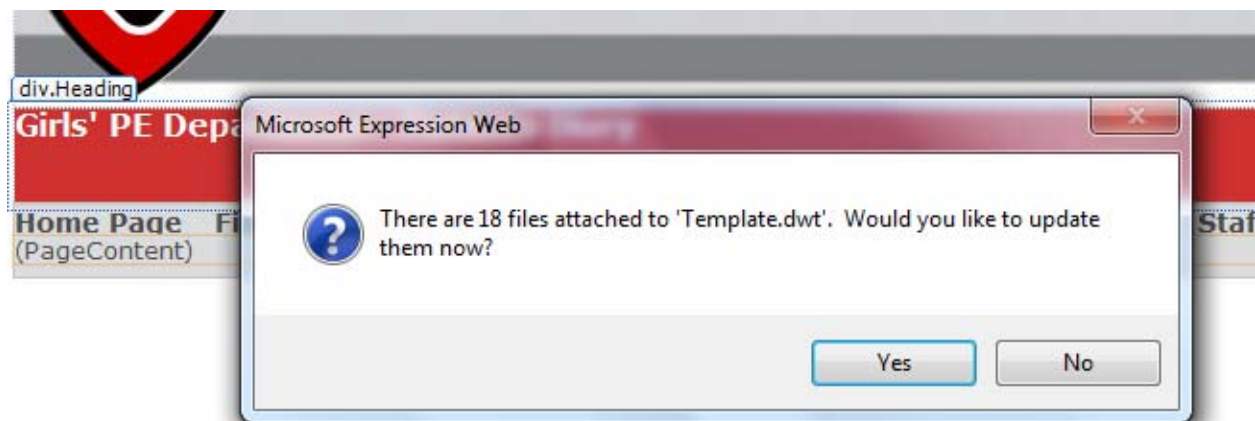 div.Heading
Girls' PE Depa
Microsoft Expression Web
There are 18 files attached to 'Template.dwt'. Would you like to update
them now?
Home Page Fi
Staf
(PageContent)
Yes No